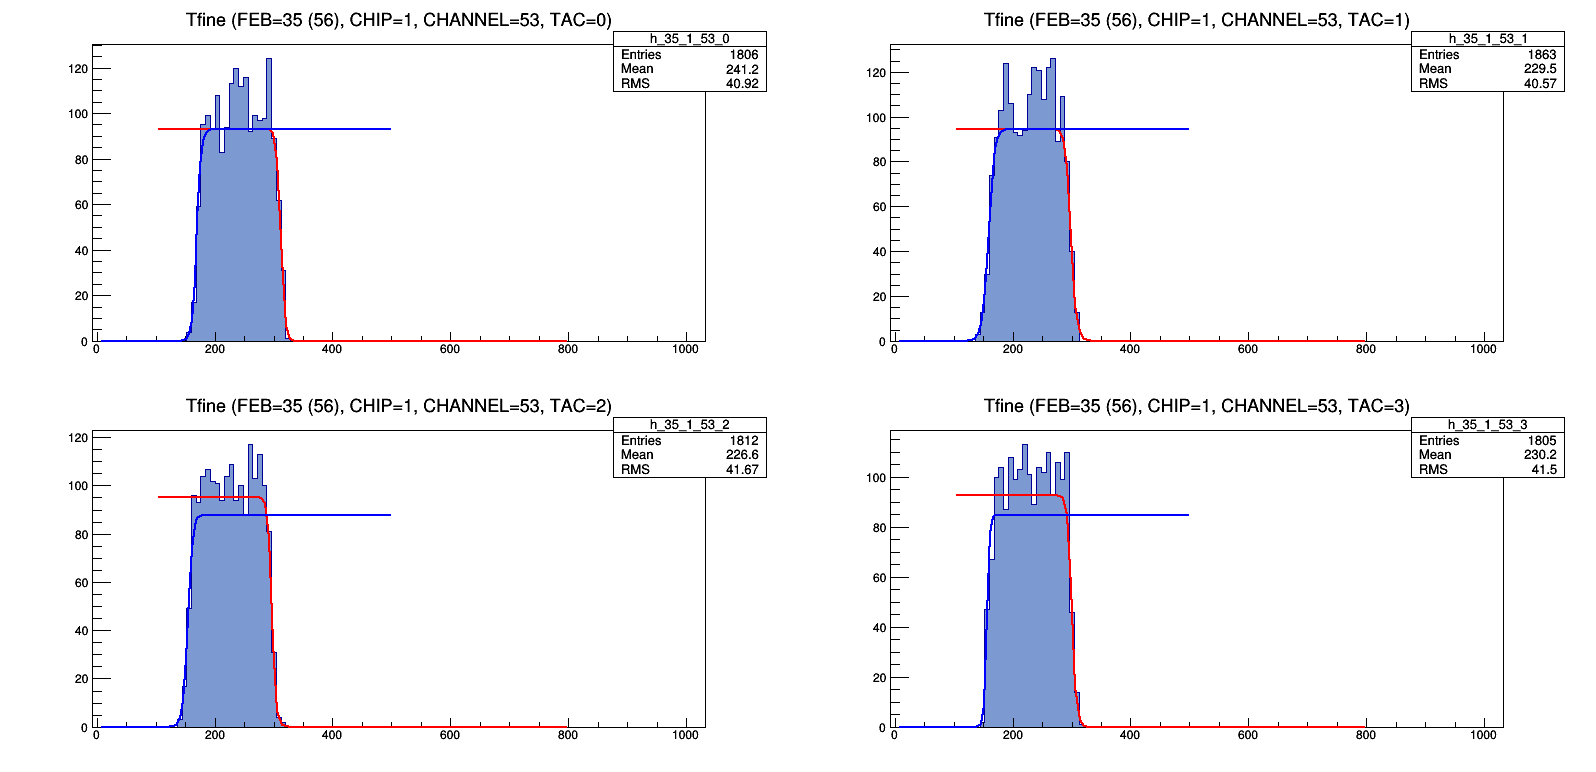 Tfine (FEB=35 (56), CHIP=1, CHANNEL=53, TAC=0)
h_35_1_53_0
Entries 1806
Mean 241.2
RMS 40.92
120
100
80
60
40
20
0
0 200 400 600 800 1000
Tfine (FEB=35 (56), CHIP=1, CHANNEL=53, TAC=1)
h_35_1_53_1
Entries 1863
Mean 229.5
RMS 40.57
120
100
80
60
40
20
0
0 200 400 600 800 1000
Tfine (FEB=35 (56), CHIP=1, CHANNEL=53, TAC=2)
h_35_1_53_2
Entries 1812
Mean 226.6
RMS 41.67
120
100
80
60
40
20
0
0 200 400 600 800 1000
Tfine (FEB=35 (56), CHIP=1, CHANNEL=53, TAC=3)
h_35_1_53_3
Entries 1805
Mean 230.2
RMS 41.5
100
80
60
40
20
0
0 200 400 600 800 1000